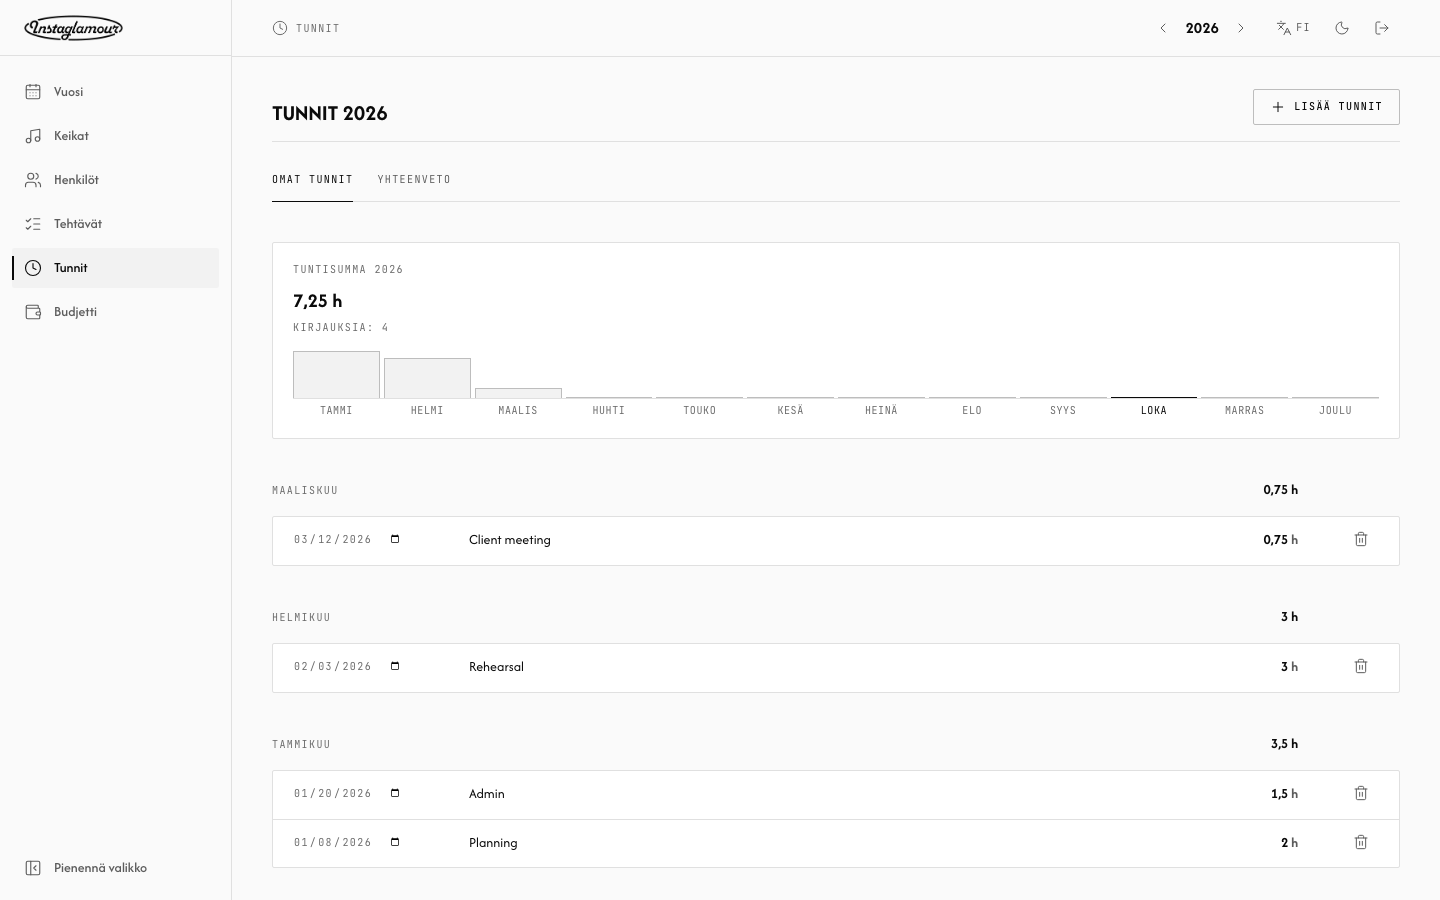 Instaglamour
TUNNIT
2026
FI
Vuosi
Keikat
Henkilöt
Tehtävät
Tunnit
Budjetti
Pienennä valikko
TUNNIT 2026
LISÄÄ TUNNIT
OMAT TUNNIT YHTEENVETO
TUNTISUMMA 2026
7,25 h
KIRJAUKSIA: 4
TAMMI HELMI MAALIS HUHTI TOUKO KESÄ HEINÄ ELO SYYS LOKA MARRAS JOULU
MAALISKUU 0,75 h
03/12/2026 Client meeting 0,75 h
HELMIKUU 3 h
02/03/2026 Rehearsal 3 h
TAMMIKUU 3,5 h
01/20/2026 Admin 1,5 h
01/08/2026 Planning 2 h